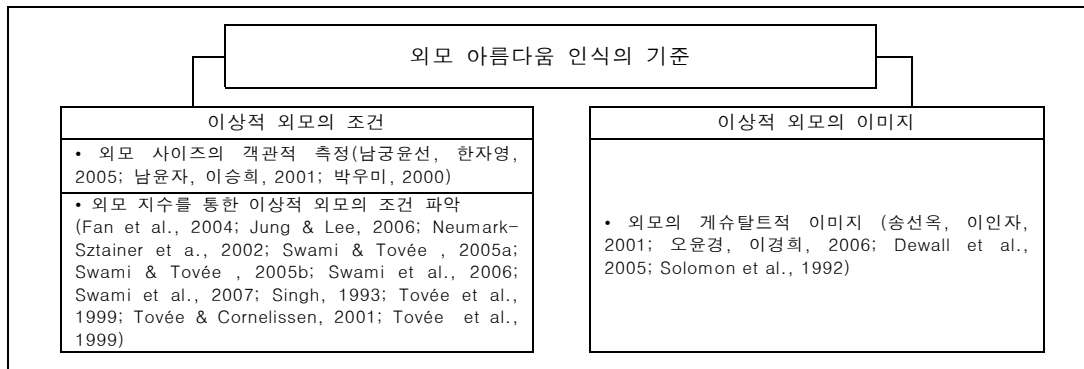 외모 아름다움 인식의 기준
이상적 외모의 조건
• 외모 사이즈의 객관적 측정(남궁윤선, 한자영,
2005; 남윤자, 이승희, 2001; 박우미, 2000)
• 외모 지수를 통한 이상적 외모의 조건 파악
(Fan et al., 2004; Jung & Lee, 2006; Neumark-
Sztainer et a., 2002; Swami & Tovée , 2005a;
Swami & Tovée , 2005b; Swami et al., 2006;
Swami et al., 2007; Singh, 1993; Tovée et al.,
1999; Tovée & Cornelissen, 2001; Tovée et al.,
1999)
이상적 외모의 이미지
• 외모의 게슈탈트적 이미지 (송선옥, 이인자,
2001; 오윤경, 이경희, 2006; Dewall et al.,
2005; Solomon et al., 1992)